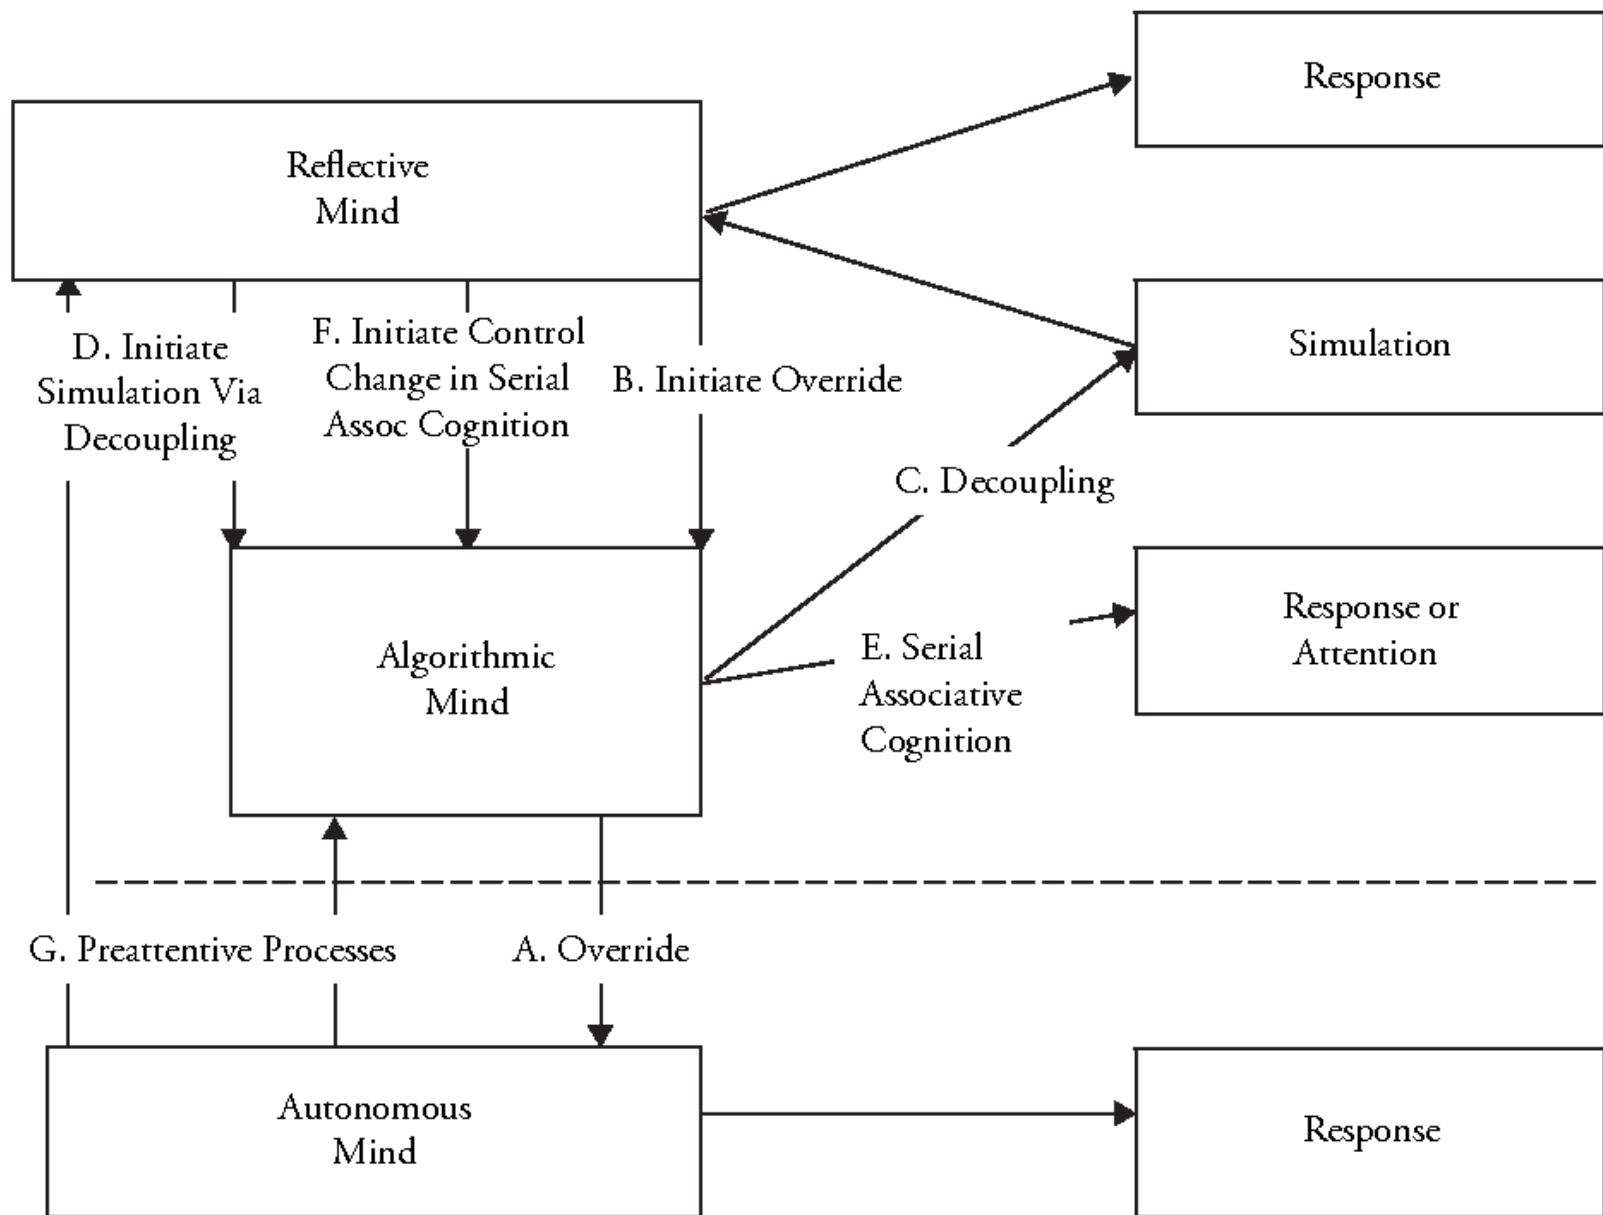 Response
Reflective
Mind
Simulation
D. Initiate
Simulation Via
Decoupling
F. Initiate Control
Change in Serial
Assoc Cognition
B. Initiate Override
C. Decoupling
Response or
Attention
Algorithmic
Mind
E. Serial
Associative
Cognition
G. Preattentive Processes
A. Override
Autonomous
Mind
Response